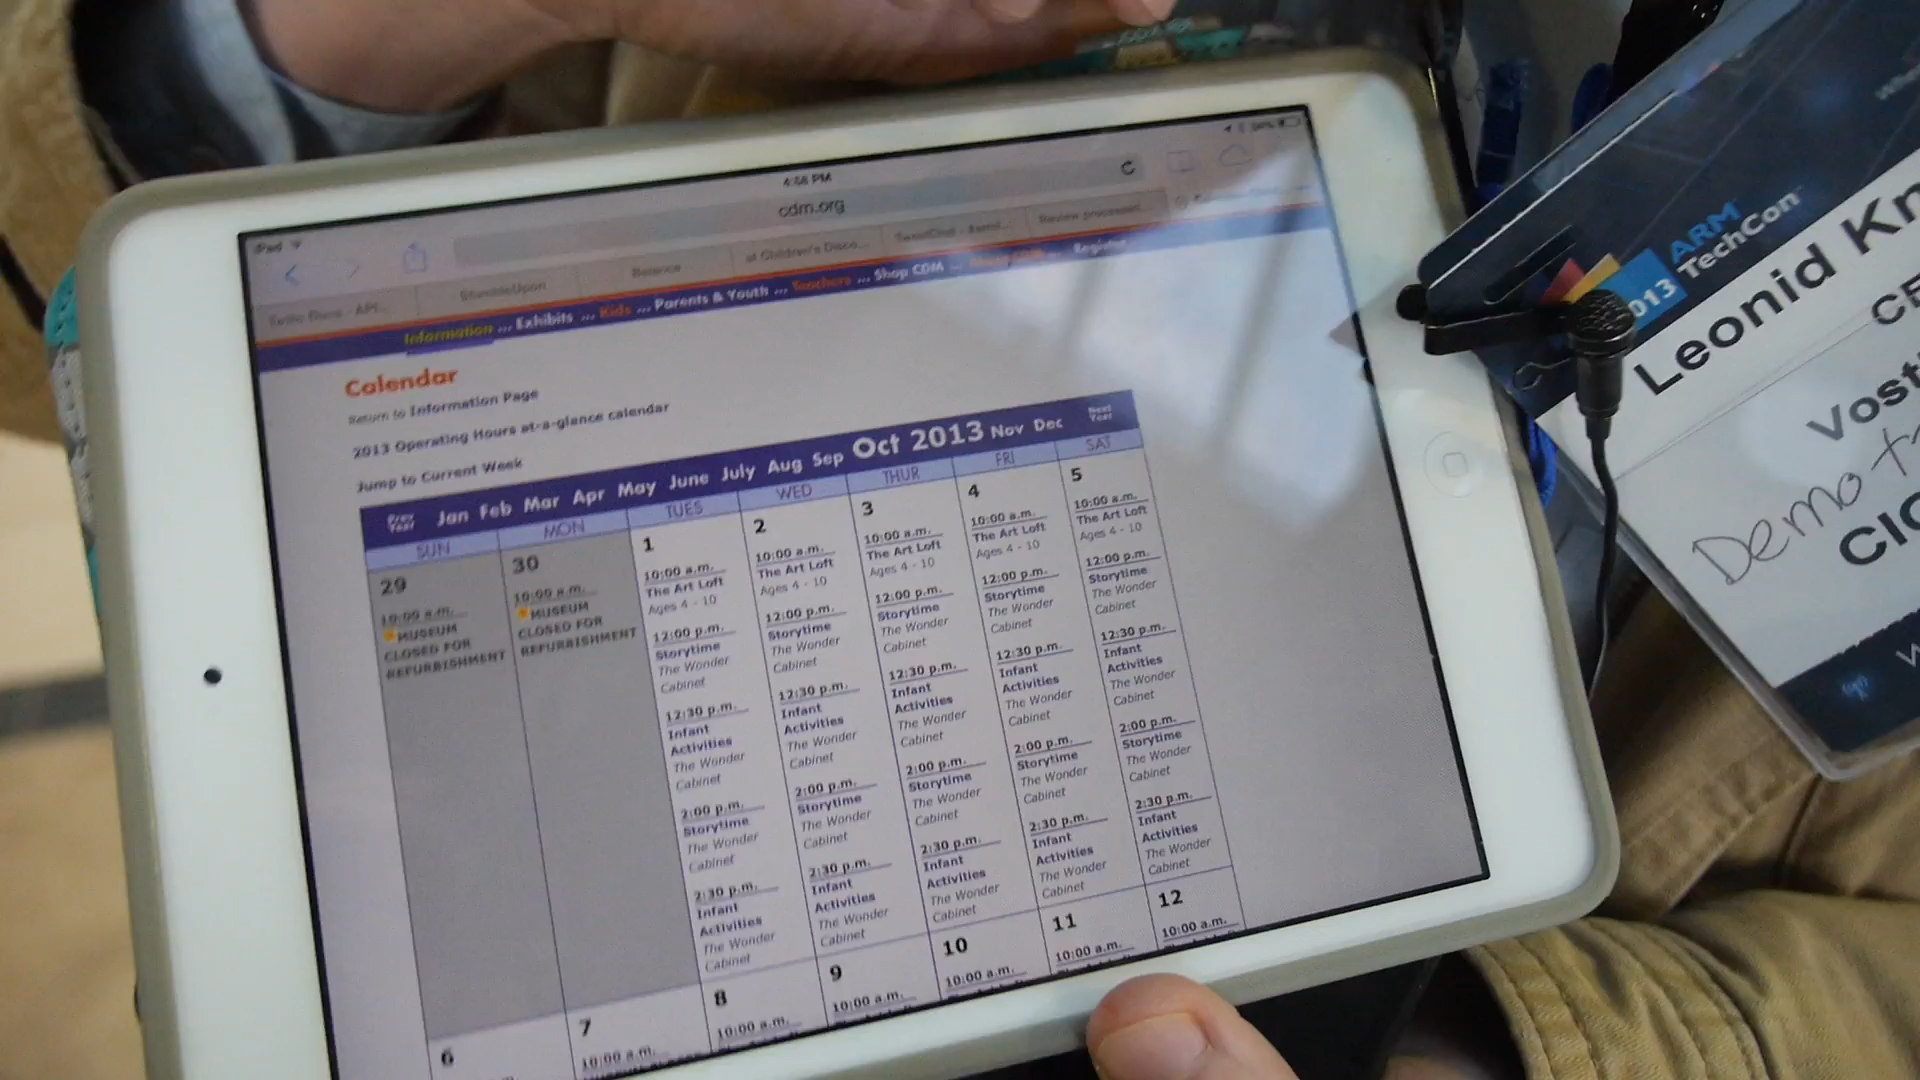 iPad
4:58 PM
cdm.org
StumbleUpon
Balance
at Children's Disco...
Information ... Exhibits ... Kids ... Parents & Youth ... Teachers ... Shop CDM ... Register
Calendar
Return to Information Page
2013 Operating Hours at-a-glance calendar
Jump to Current Week
Prev Year Jan Feb Mar Apr May June July Aug Sep Oct 2013 Nov Dec Next Year
SUN MON TUES WED THUR FRI SAT
29
10:00 a.m.
MUSEUM
CLOSED FOR
REFURBISHMENT
30
10:00 a.m.
MUSEUM
CLOSED FOR
REFURBISHMENT
1
10:00 a.m.
The Art Loft
Ages 4 - 10
12:00 p.m.
Storytime
The Wonder
Cabinet
12:30 p.m.
Infant
Activities
The Wonder
Cabinet
2:00 p.m.
Storytime
The Wonder
Cabinet
2:30 p.m.
Infant
Activities
The Wonder
Cabinet
2
10:00 a.m.
The Art Loft
Ages 4 - 10
12:00 p.m.
Storytime
The Wonder
Cabinet
12:30 p.m.
Infant
Activities
The Wonder
Cabinet
2:00 p.m.
Storytime
The Wonder
Cabinet
2:30 p.m.
Infant
Activities
The Wonder
Cabinet
3
10:00 a.m.
The Art Loft
Ages 4 - 10
12:00 p.m.
Storytime
The Wonder
Cabinet
12:30 p.m.
Infant
Activities
The Wonder
Cabinet
2:00 p.m.
Storytime
The Wonder
Cabinet
2:30 p.m.
Infant
Activities
The Wonder
Cabinet
4
10:00 a.m.
The Art Loft
Ages 4 - 10
12:00 p.m.
Storytime
The Wonder
Cabinet
12:30 p.m.
Infant
Activities
The Wonder
Cabinet
2:00 p.m.
Storytime
The Wonder
Cabinet
2:30 p.m.
Infant
Activities
The Wonder
Cabinet
5
10:00 a.m.
The Art Loft
Ages 4 - 10
12:00 p.m.
Storytime
The Wonder
Cabinet
12:30 p.m.
Infant
Activities
The Wonder
Cabinet
2:00 p.m.
Storytime
The Wonder
Cabinet
2:30 p.m.
Infant
Activities
The Wonder
Cabinet
6
7
10:00 a.m.
8
10:00 a.m.
9
10:00 a.m.
10
10:00 a.m.
11
10:00 a.m.
12
10:00 a.m.
2013 ARM
TechCon
Leonid Kr
CE
Vost
Demo
Clo